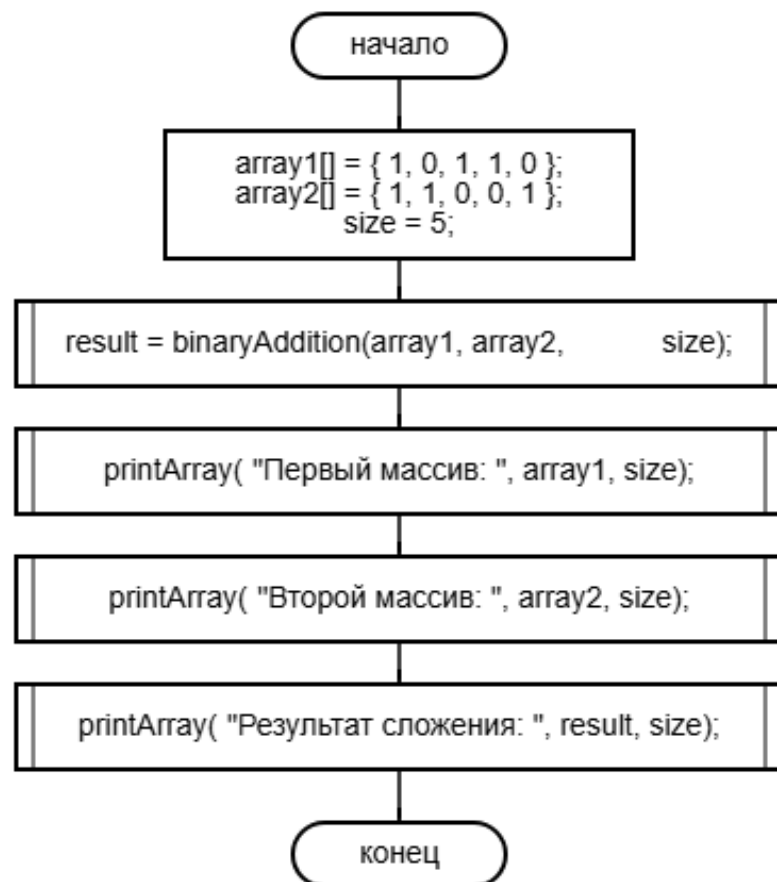 начало
array1[] = { 1, 0, 1, 1, 0 };
array2[] = { 1, 1, 0, 0, 1 };
size = 5;
result = binaryAddition(array1, array2, size);
printArray( "Первый массив: ", array1, size);
printArray( "Второй массив: ", array2, size);
printArray( "Результат сложения: ", result, size);
конец